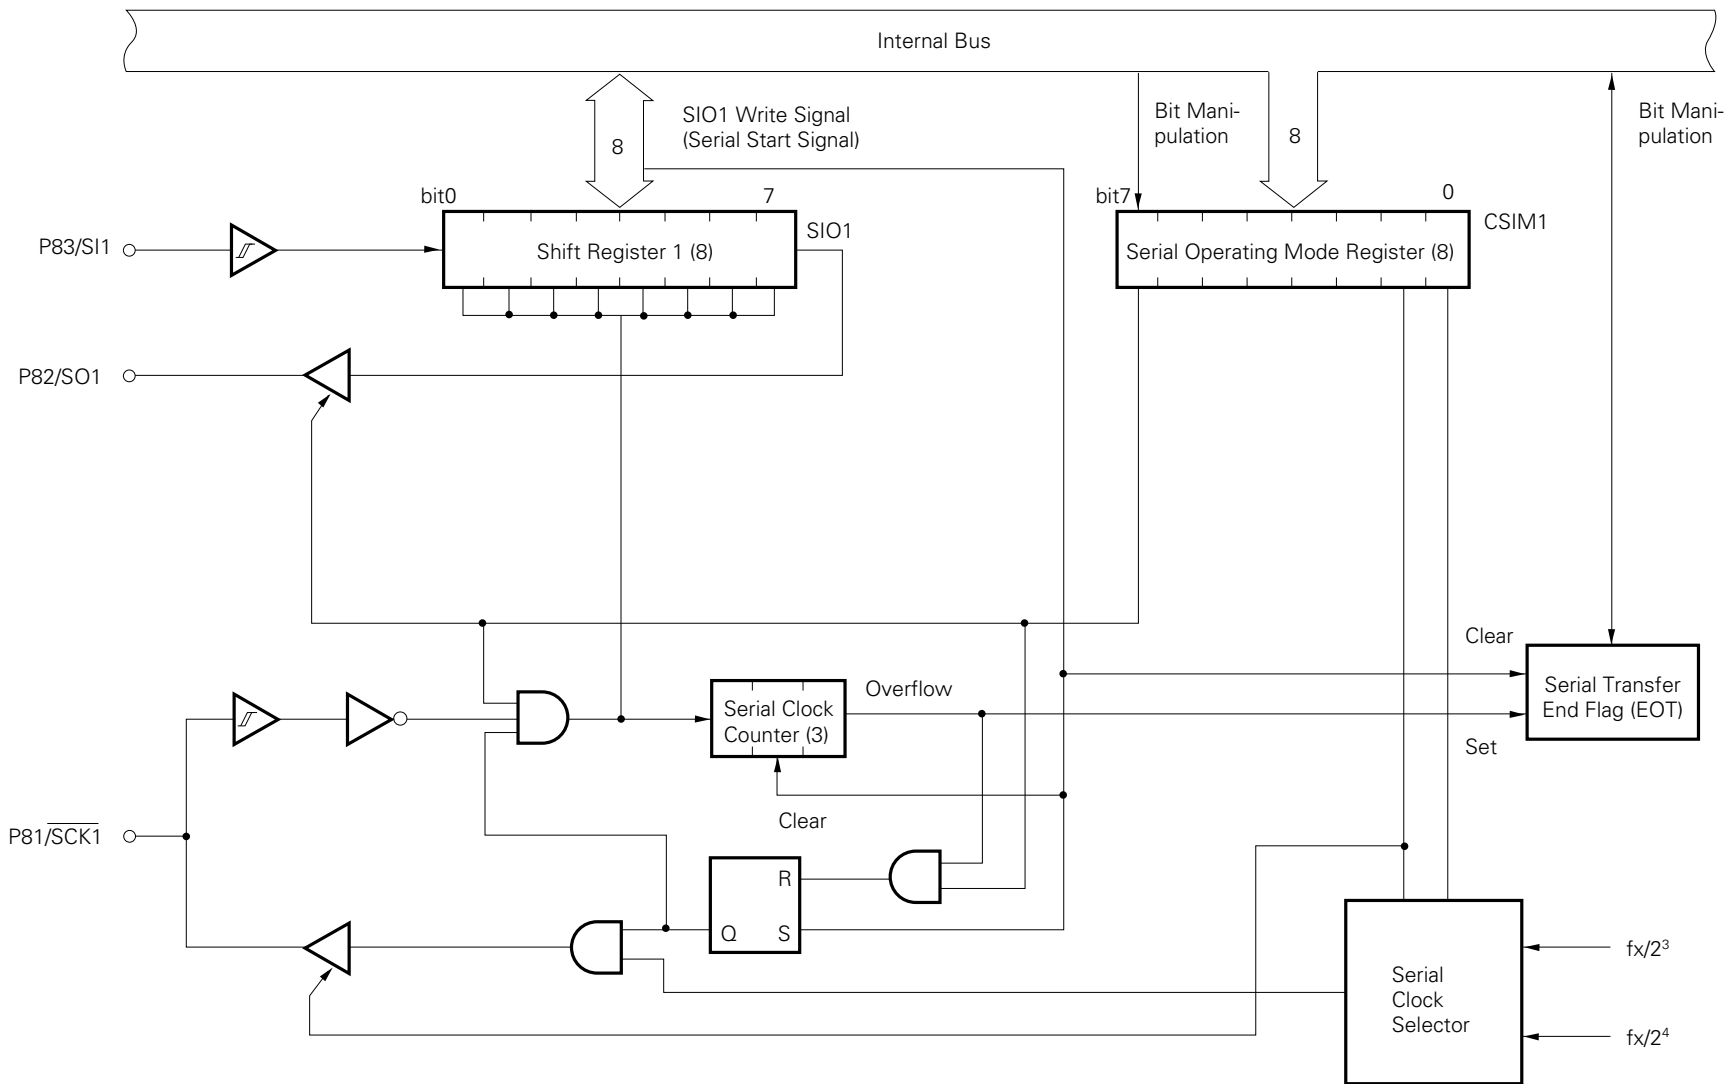 Internal Bus
SIO1 Write Signal
(Serial Start Signal)
8
Bit Mani-
pulation
8
Bit Mani-
pulation
bit0
7
bit7
0
P83/SI1
Shift Register 1 (8)
SIO1
Serial Operating Mode Register (8)
CSIM1
P82/SO1
Clear
Overflow
Serial Clock
Counter (3)
Serial Transfer
End Flag (EOT)
Set
Clear
P81/S̅C̅K̅1̅
R
Q
S
fx/2³
Serial
Clock
Selector
fx/2⁴